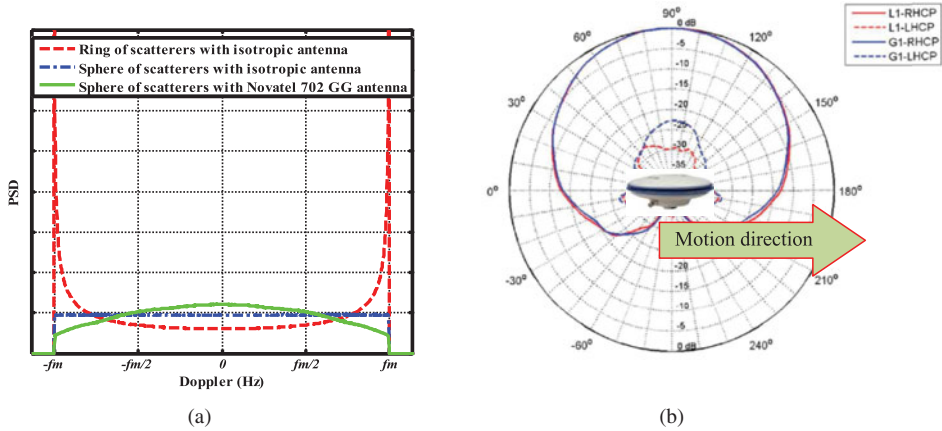 Ring of scatterers with isotropic antenna
Sphere of scatterers with isotropic antenna
Sphere of scatterers with Novatel 702 GG antenna
PSD
-fm
-fm/2
0
fm/2
fm
Doppler (Hz)
(a)
L1-RHCP
L1-LHCP
G1-RHCP
G1-LHCP
90°
0 dB
60°
120°
-5
-10
30°
150°
-15
-20
-25
-30
-35
0°
180°
Motion direction
-30°
210°
-20
-15
-10
-60°
240°
-5
0 dB
(b)